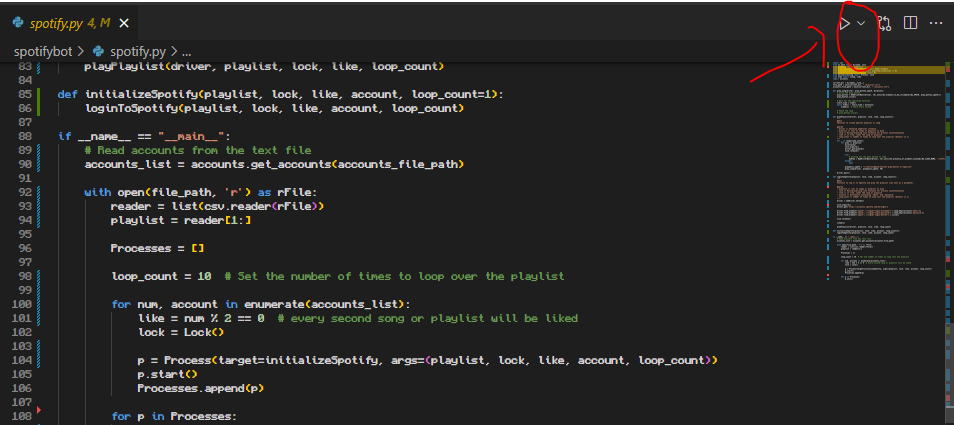 spotify.py 4, M
spotifybot > spotify.py > ...
83 playPlaylist(driver, playlist, lock, like, loop_count)
84
85 def initializeSpotify(playlist, lock, like, account, loop_count=1):
86 loginToSpotify(playlist, lock, like, account, loop_count)
87
88 if __name__ == "__main__":
89 # Read accounts from the text file
90 accounts_list = accounts.get_accounts(accounts_file_path)
91
92 with open(file_path, 'r') as rFile:
93 reader = list(csv.reader(rFile))
94 playlist = reader[1:]
95
96 Processes = []
97
98 loop_count = 10 # Set the number of times to loop over the playlist
99
100 for num, account in enumerate(accounts_list):
101 like = num % 2 == 0 # every second song or playlist will be liked
102 lock = Lock()
103
104 p = Process(target=initializeSpotify, args=(playlist, lock, like, account, loop_count))
105 p.start()
106 Processes.append(p)
107
108 for p in Processes: